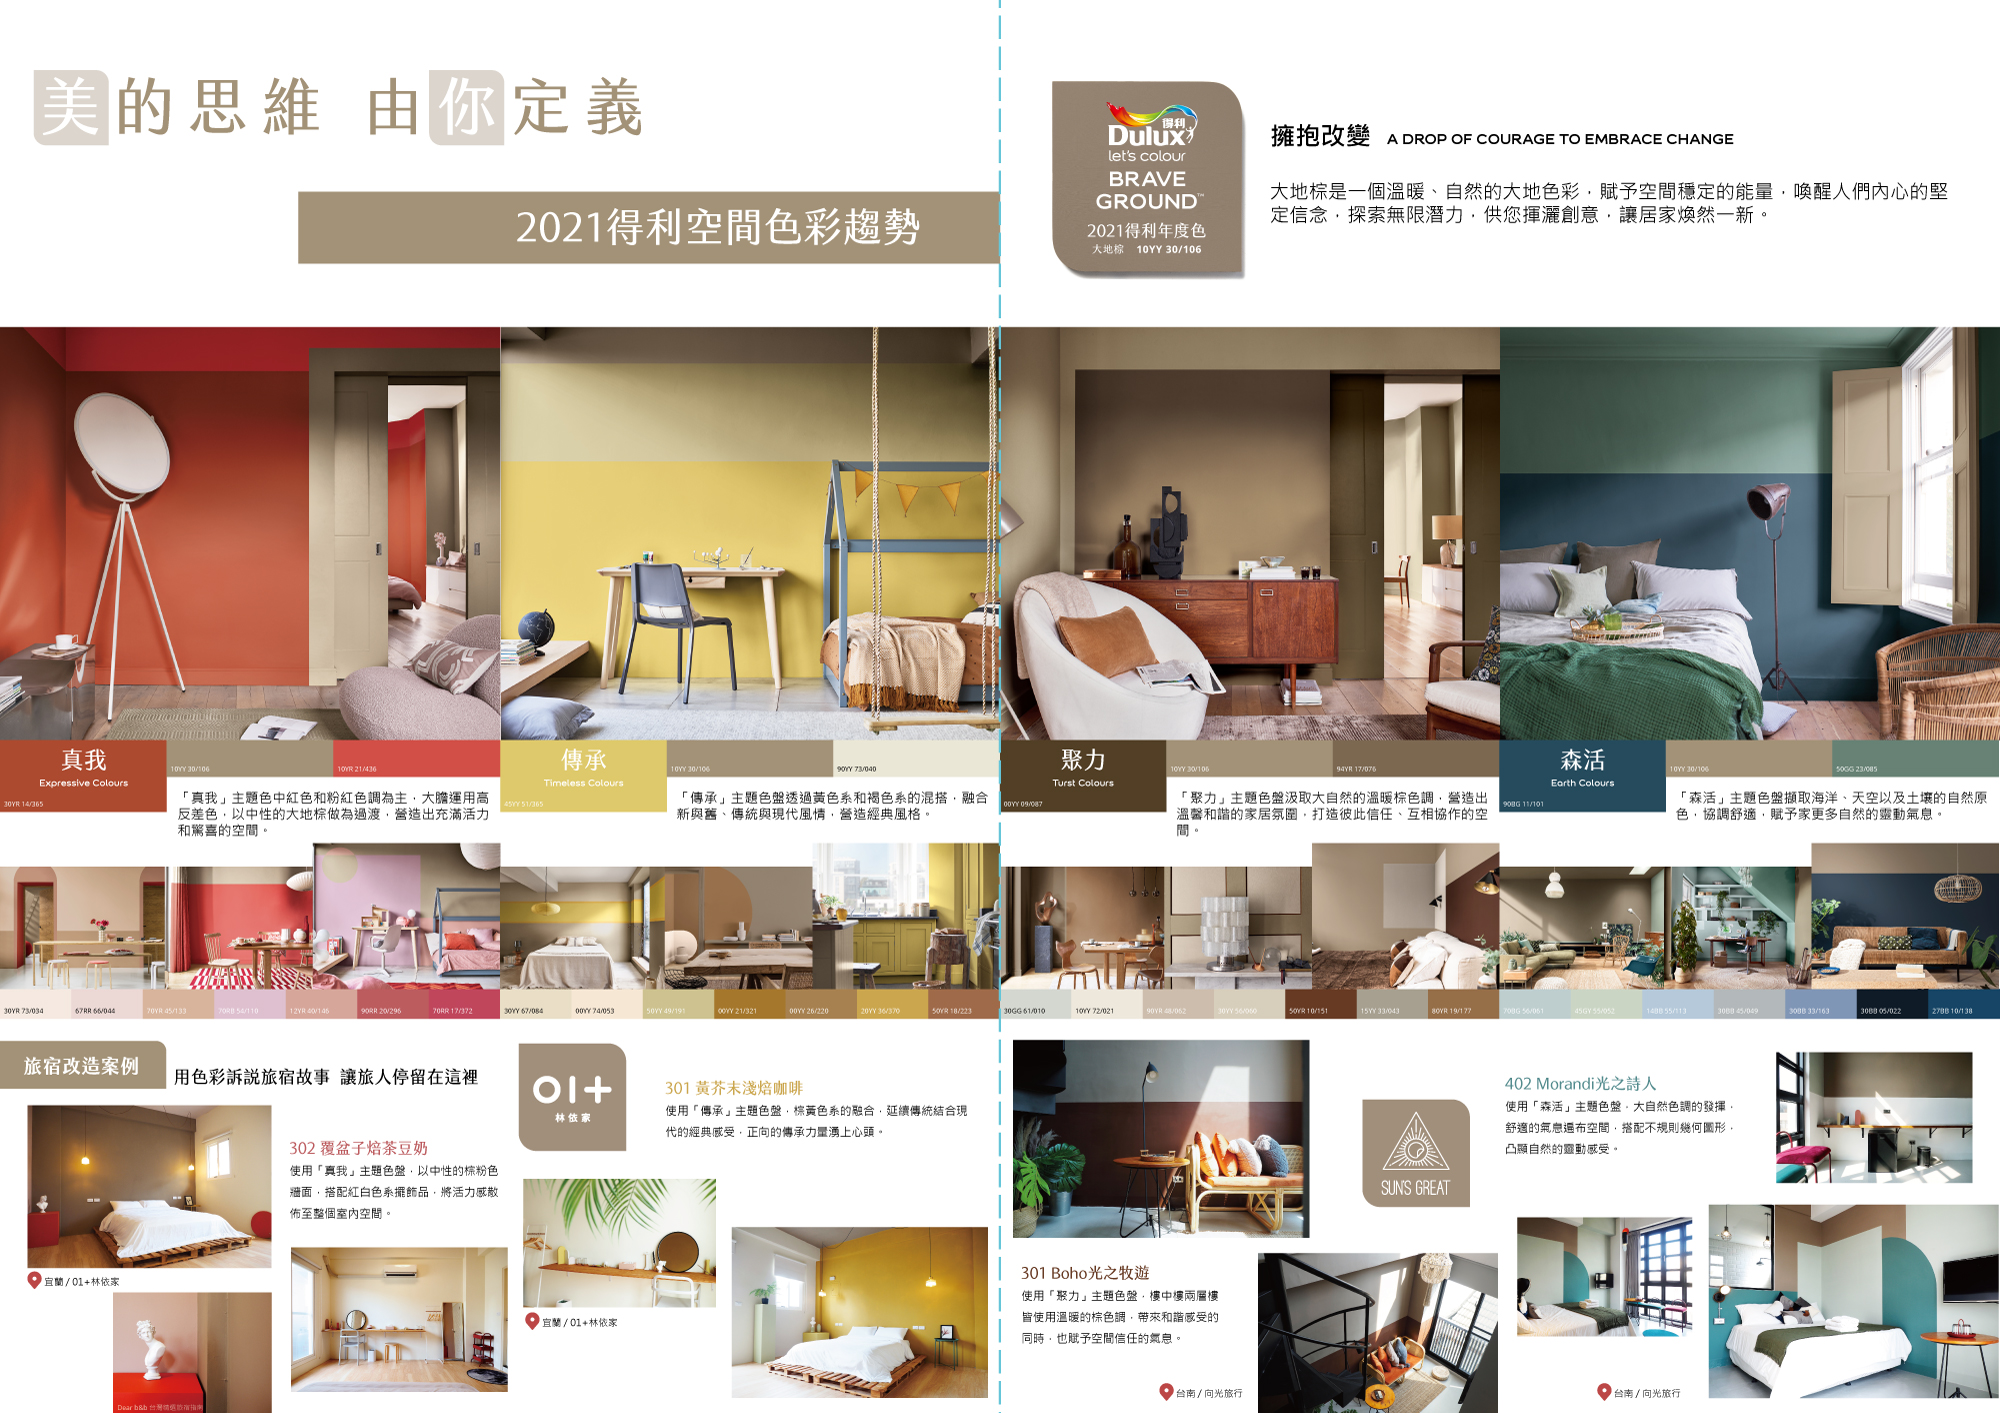 美的思維 由你定義
2021得利空間色彩趨勢
得利
Dulux
let's colour
BRAVE
GROUND™
2021得利年度色
大地棕 10YY 30/106
擁抱改變 A DROP OF COURAGE TO EMBRACE CHANGE
大地棕是一個溫暖、自然的大地色彩，賦予空間穩定的能量，喚醒人們內心的堅
定信念，探索無限潛力，供您揮灑創意，讓居家煥然一新。
真我
Expressive Colours
30YR 14/365
10YY 30/106
10YR 21/436
「真我」主題色中紅色和粉紅色調為主，大膽運用高
反差色，以中性的大地棕做為過渡，營造出充滿活力
和驚喜的空間。
傳承
Timeless Colours
45YY 51/365
10YY 30/106
90YY 73/040
「傳承」主題色盤透過黃色系和褐色系的混搭，融合
新與舊、傳統與現代風情，營造經典風格。
聚力
Turst Colours
00YY 09/087
10YY 30/106
94YR 17/076
「聚力」主題色盤汲取大自然的溫暖棕色調，營造出
溫馨和諧的家居氛圍，打造彼此信任、互相協作的空
間。
森活
Earth Colours
90BG 11/101
10YY 30/106
50GG 23/085
「森活」主題色盤擷取海洋、天空以及土壤的自然原
色，協調舒適，賦予家更多自然的靈動氣息。
30YR 73/034
67RR 66/044
70YR 45/133
70RB 54/110
12YR 40/146
90RR 20/296
70RR 17/372
30YY 67/084
00YY 74/053
50YY 49/191
00YY 21/321
00YY 26/220
20YY 36/370
50YR 18/223
30GG 61/010
10YY 72/021
90YR 48/062
30YY 56/060
50YR 10/151
15YY 33/043
80YR 19/177
70BG 56/061
45GY 55/052
14BB 55/113
30BB 45/049
30BB 33/163
30BB 05/022
27BB 10/138
旅宿改造案例
用色彩訴説旅宿故事 讓旅人停留在這裡
302 覆盆子焙茶豆奶
使用「真我」主題色盤，以中性的棕粉色
牆面，搭配紅白色系擺飾品，將活力感散
佈至整個室內空間。
宜蘭 / 01+林依家
Dear b&b 台灣精選旅宿指南
01+
林依家
301 黃芥末淺焙咖啡
使用「傳承」主題色盤，棕黃色系的融合，延續傳統結合現
代的經典感受，正向的傳承力量湧上心頭。
宜蘭 / 01+林依家
301 Boho光之牧遊
使用「聚力」主題色盤，樓中樓兩層樓
皆使用溫暖的棕色調，帶來和諧感受的
同時，也賦予空間信任的氣息。
台南 / 向光旅行
SUN'S GREAT
402 Morandi光之詩人
使用「森活」主題色盤，大自然色調的發揮，
舒適的氣息遍布空間，搭配不規則幾何圖形，
凸顯自然的靈動感受。
台南 / 向光旅行